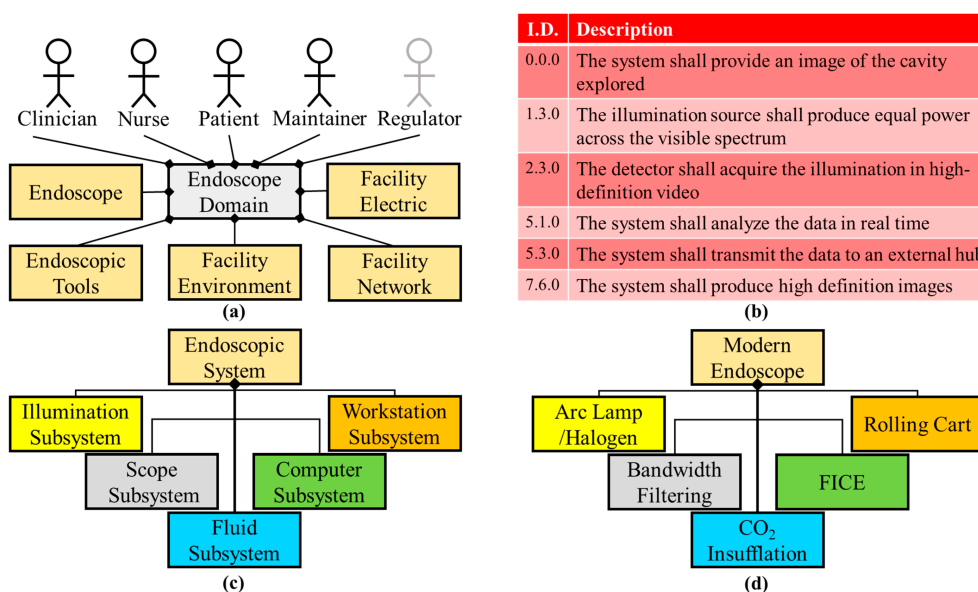 Clinician Nurse Patient Maintainer Regulator
Endoscope
Endoscope
Domain
Facility
Electric
Endoscopic
Tools
Facility
Environment
Facility
Network
(a)
I.D. Description
0.0.0 The system shall provide an image of the cavity
explored
1.3.0 The illumination source shall produce equal power
across the visible spectrum
2.3.0 The detector shall acquire the illumination in high-
definition video
5.1.0 The system shall analyze the data in real time
5.3.0 The system shall transmit the data to an external hub
7.6.0 The system shall produce high definition images
(b)
Endoscopic
System
Illumination
Subsystem
Workstation
Subsystem
Scope
Subsystem
Computer
Subsystem
Fluid
Subsystem
(c)
Modern
Endoscope
Arc Lamp
/Halogen
Rolling Cart
Bandwidth
Filtering
FICE
CO₂
Insufflation
(d)